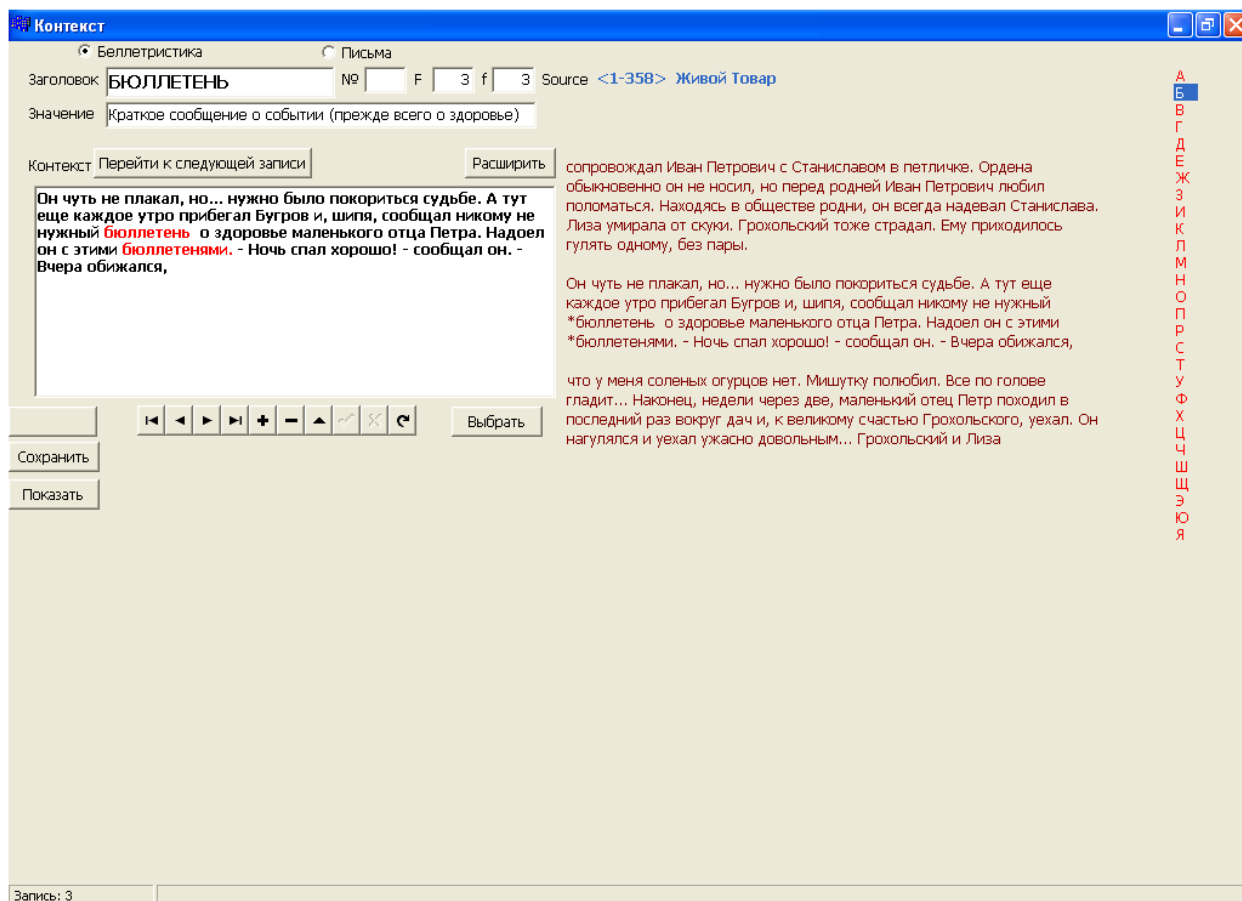 Контекст
Беллетристика Письма
Заголовок БЮЛЛЕТЕНЬ № F 3 f 3 Source <1-358> Живой Товар
Значение Краткое сообщение о событии (прежде всего о здоровье)
Контекст Перейти к следующей записи Расширить
Он чуть не плакал, но... нужно было покориться судьбе. А тут
еще каждое утро прибегал Бугров и, шипя, сообщал никому не
нужный бюллетень о здоровье маленького отца Петра. Надоел
он с этими бюллетенями. - Ночь спал хорошо! - сообщал он. -
Вчера обижался,
Выбрать
Сохранить
Показать
сопровождал Иван Петрович с Станиславом в петличке. Ордена
обыкновенно он не носил, но перед родней Иван Петрович любил
поломаться. Находясь в обществе родни, он всегда надевал Станислава.
Лиза умирала от скуки. Грохольский тоже страдал. Ему приходилось
гулять одному, без пары.
Он чуть не плакал, но... нужно было покориться судьбе. А тут еще
каждое утро прибегал Бугров и, шипя, сообщал никому не нужный
*бюллетень о здоровье маленького отца Петра. Надоел он с этими
*бюллетенями. - Ночь спал хорошо! - сообщал он. - Вчера обижался,
что у меня соленых огурцов нет. Мишутку полюбил. Все по голове
гладит... Наконец, недели через две, маленький отец Петр походил в
последний раз вокруг дач и, к великому счастью Грохольского, уехал. Он
нагулялся и уехал ужасно довольным... Грохольский и Лиза
А
Б
В
Г
Д
Е
Ж
З
И
К
Л
М
Н
О
П
Р
С
Т
У
Ф
Х
Ц
Ч
Ш
Щ
Э
Ю
Я
Запись: 3